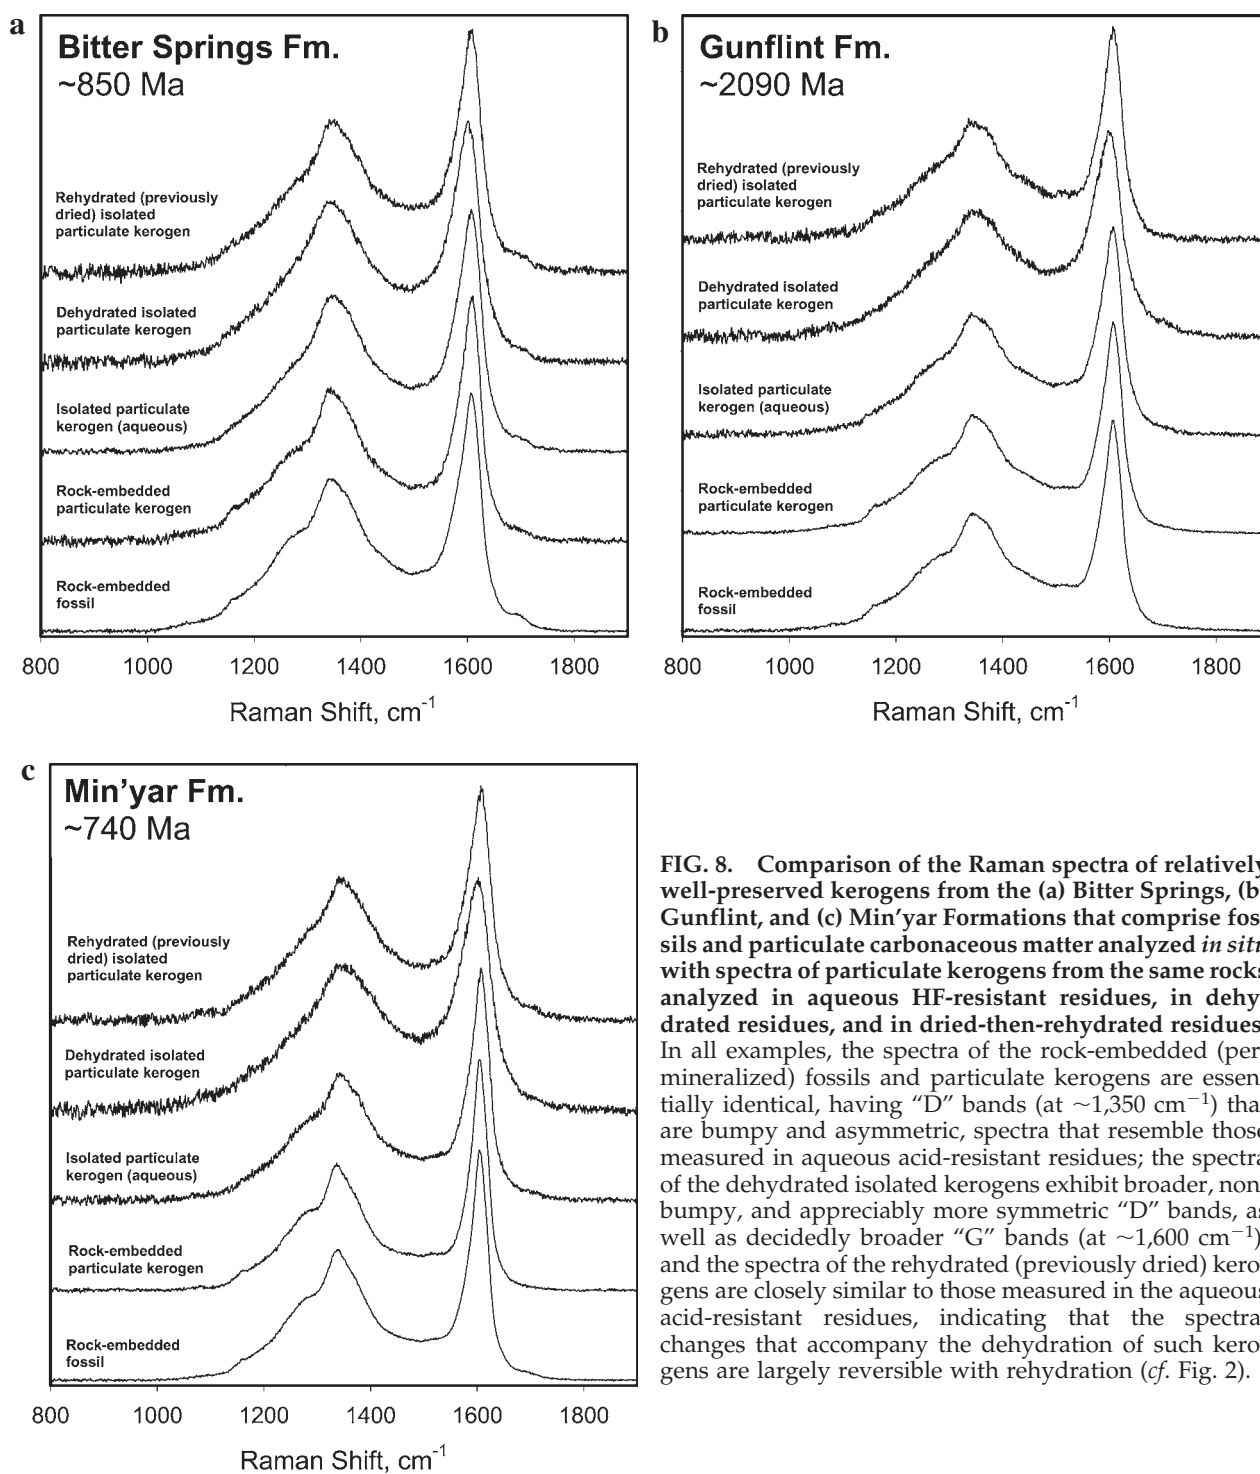 a
Bitter Springs Fm.
~850 Ma
Rehydrated (previously
dried) isolated
particulate kerogen
Dehydrated isolated
particulate kerogen
Isolated particulate
kerogen (aqueous)
Rock-embedded
particulate kerogen
Rock-embedded
fossil
800 1000 1200 1400 1600 1800
Raman Shift, cm-1
b
Gunflint Fm.
~2090 Ma
Rehydrated (previously
dried) isolated
particulate kerogen
Dehydrated isolated
particulate kerogen
Isolated particulate
kerogen (aqueous)
Rock-embedded
particulate kerogen
Rock-embedded
fossil
800 1000 1200 1400 1600 1800
Raman Shift, cm-1
c
Min’yar Fm.
~740 Ma
Rehydrated (previously
dried) isolated
particulate kerogen
Dehydrated isolated
particulate kerogen
Isolated particulate
kerogen (aqueous)
Rock-embedded
particulate kerogen
Rock-embedded
fossil
800 1000 1200 1400 1600 1800
Raman Shift, cm-1
FIG. 8. Comparison of the Raman spectra of relatively
well-preserved kerogens from the (a) Bitter Springs, (b
Gunflint, and (c) Min’yar Formations that comprise fos
sils and particulate carbonaceous matter analyzed in situ
with spectra of particulate kerogens from the same rocks
analyzed in aqueous HF-resistant residues, in dehy
drated residues, and in dried-then-rehydrated residues
In all examples, the spectra of the rock-embedded (per
mineralized) fossils and particulate kerogens are essen
tially identical, having “D” bands (at ~1,350 cm−1) tha
are bumpy and asymmetric, spectra that resemble those
measured in aqueous acid-resistant residues; the spectra
of the dehydrated isolated kerogens exhibit broader, non
bumpy, and appreciably more symmetric “D” bands, as
well as decidedly broader “G” bands (at ~1,600 cm−1)
and the spectra of the rehydrated (previously dried) kero
gens are closely similar to those measured in the aqueous
acid-resistant residues, indicating that the spectra
changes that accompany the dehydration of such kero
gens are largely reversible with rehydration (cf. Fig. 2).